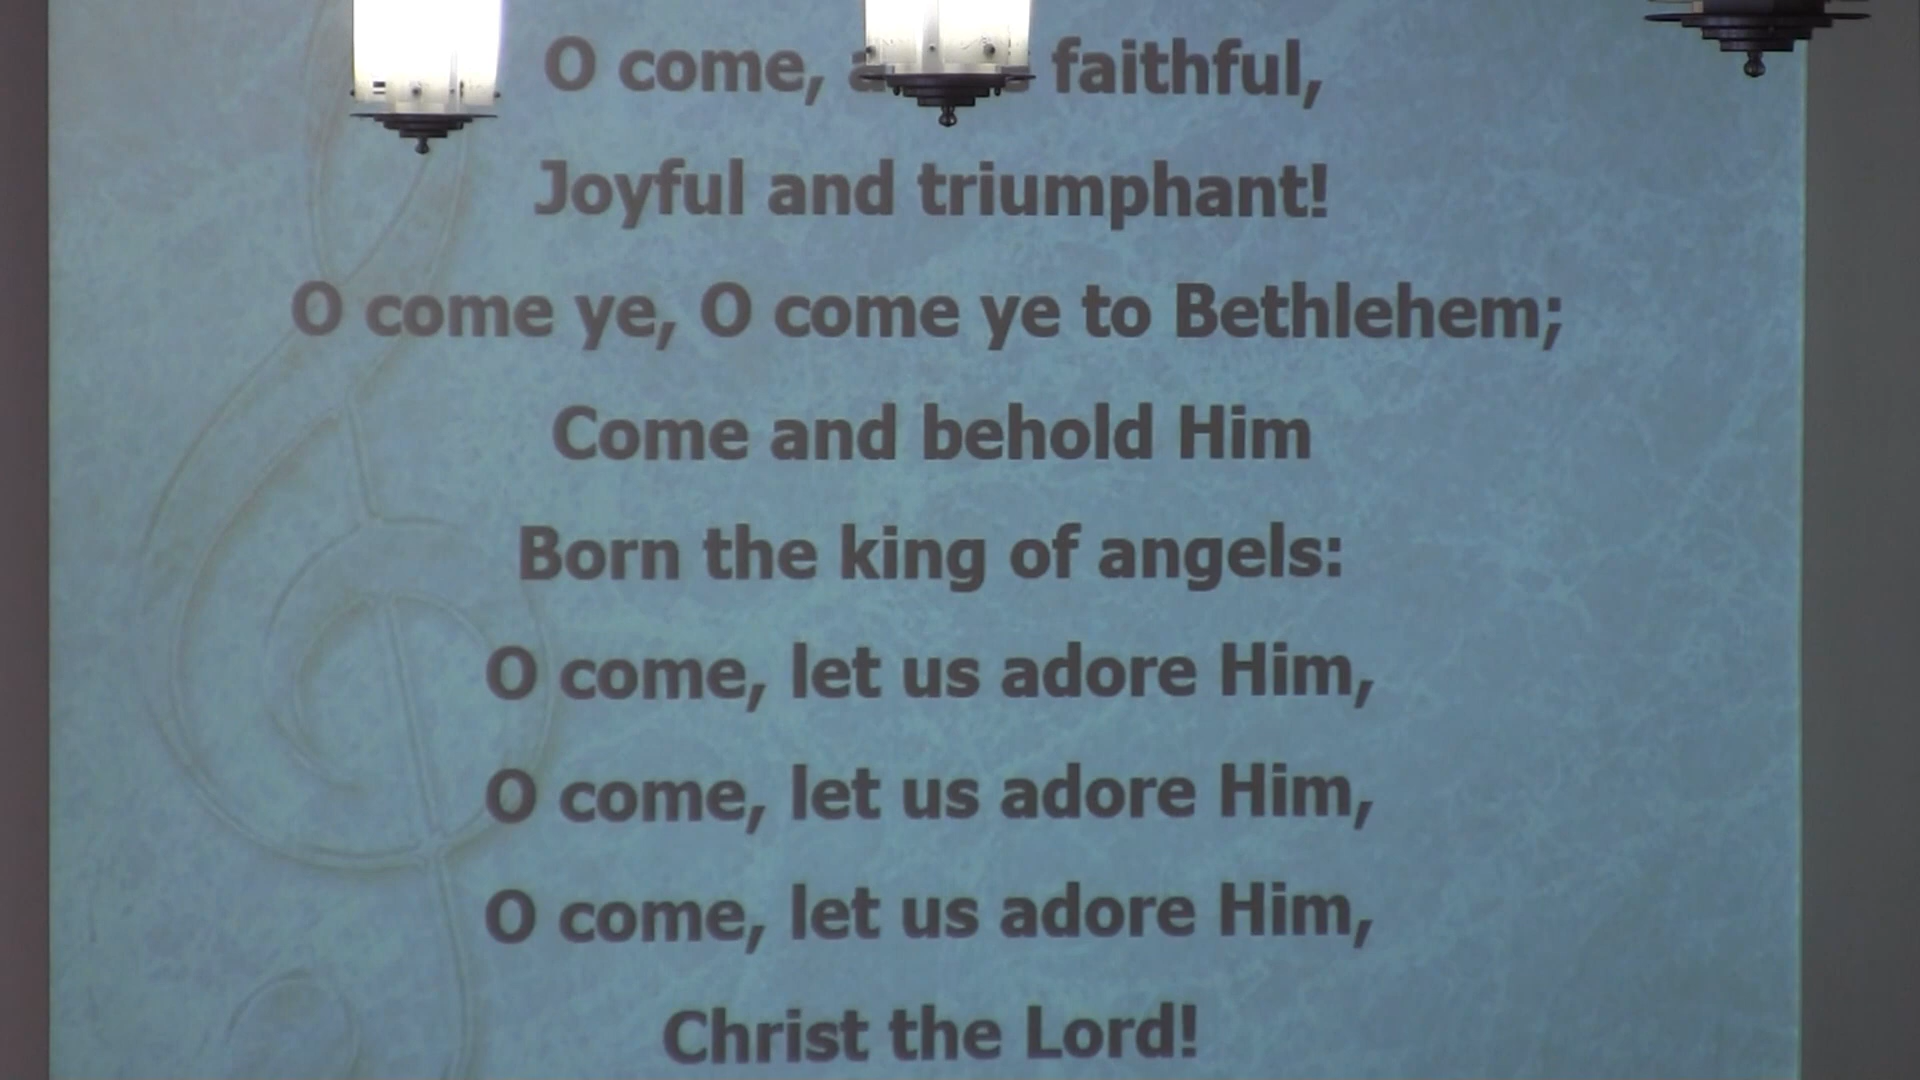 O come, faithful,
Joyful and triumphant!
O come ye, O come ye to Bethlehem;
Come and behold Him
Born the king of angels:
O come, let us adore Him,
O come, let us adore Him,
O come, let us adore Him,
Christ the Lord!